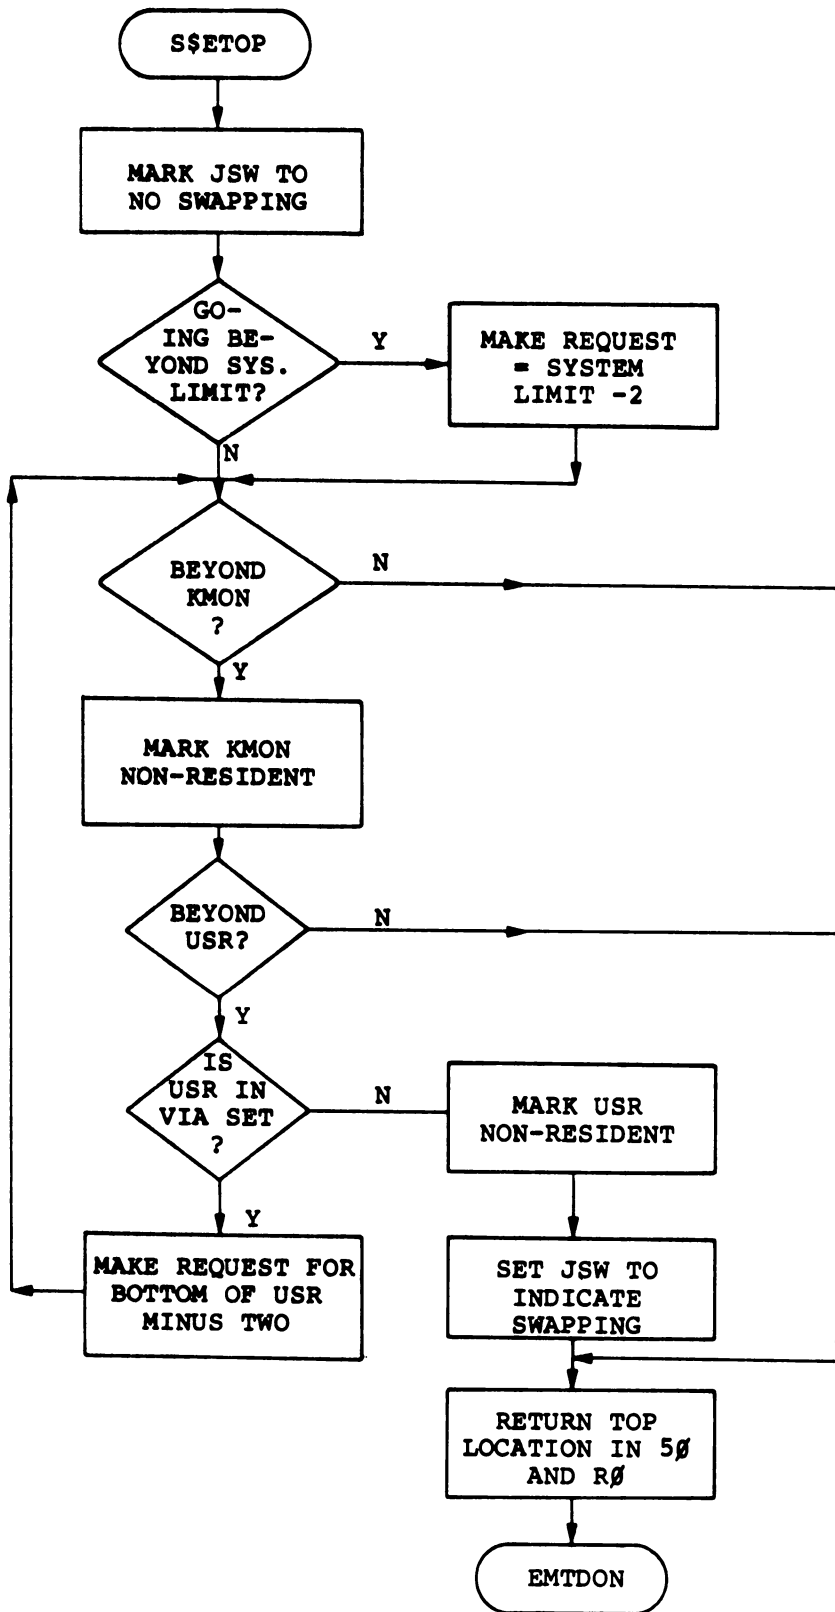 S$ETOP
MARK JSW TO
NO SWAPPING
GO-
ING BE-
YOND SYS.
LIMIT?
Y
MAKE REQUEST
= SYSTEM
LIMIT -2
N
BEYOND
KMON
?
N
Y
MARK KMON
NON-RESIDENT
BEYOND
USR?
N
Y
IS
USR IN
VIA SET
?
N
MARK USR
NON-RESIDENT
Y
MAKE REQUEST FOR
BOTTOM OF USR
MINUS TWO
SET JSW TO
INDICATE
SWAPPING
RETURN TOP
LOCATION IN 5Ø
AND RØ
EMTDON